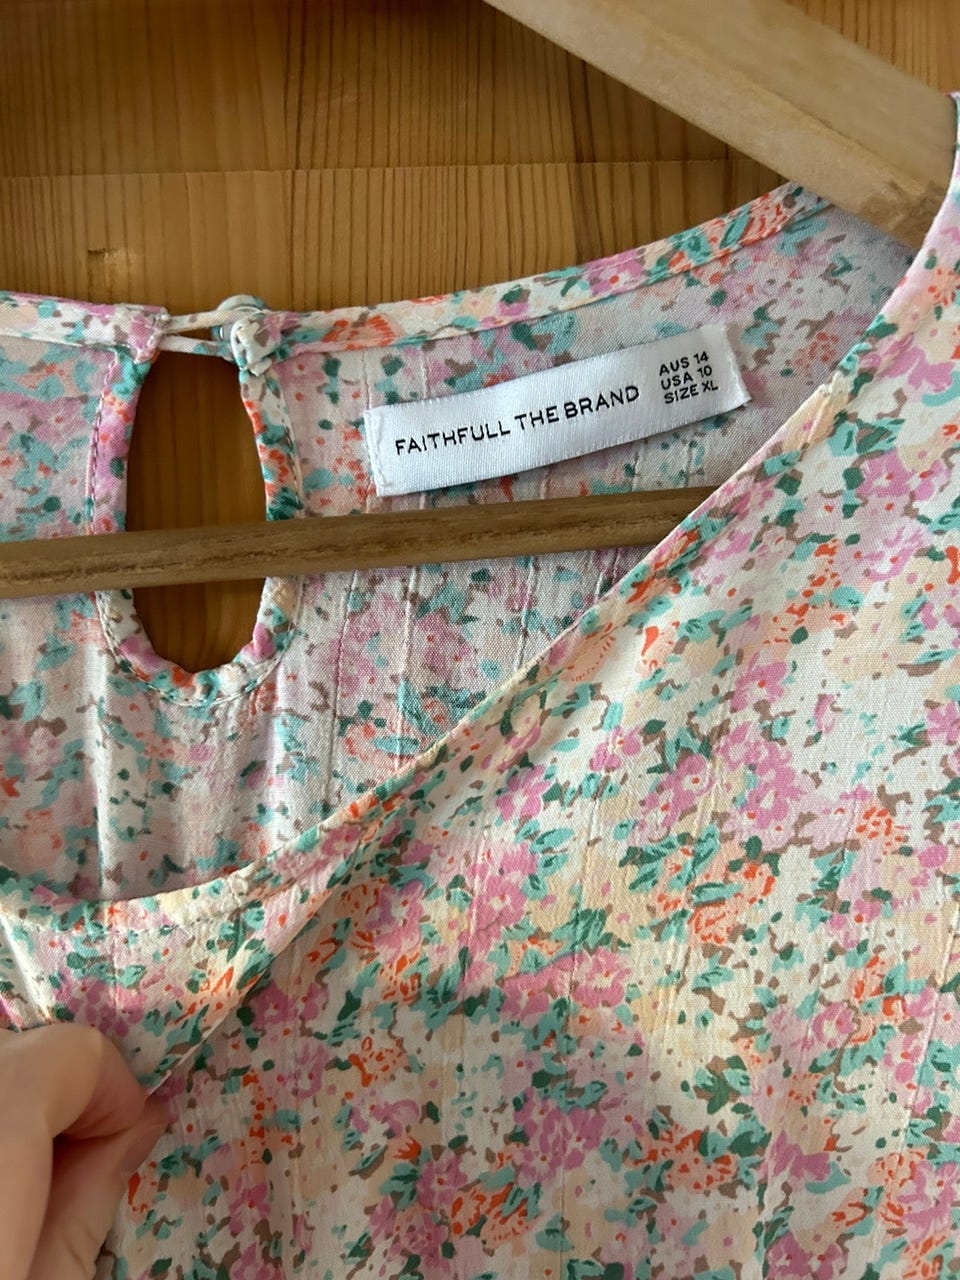 FAITHFULL THE BRAND
AUS 14
USA 10
SIZE XL